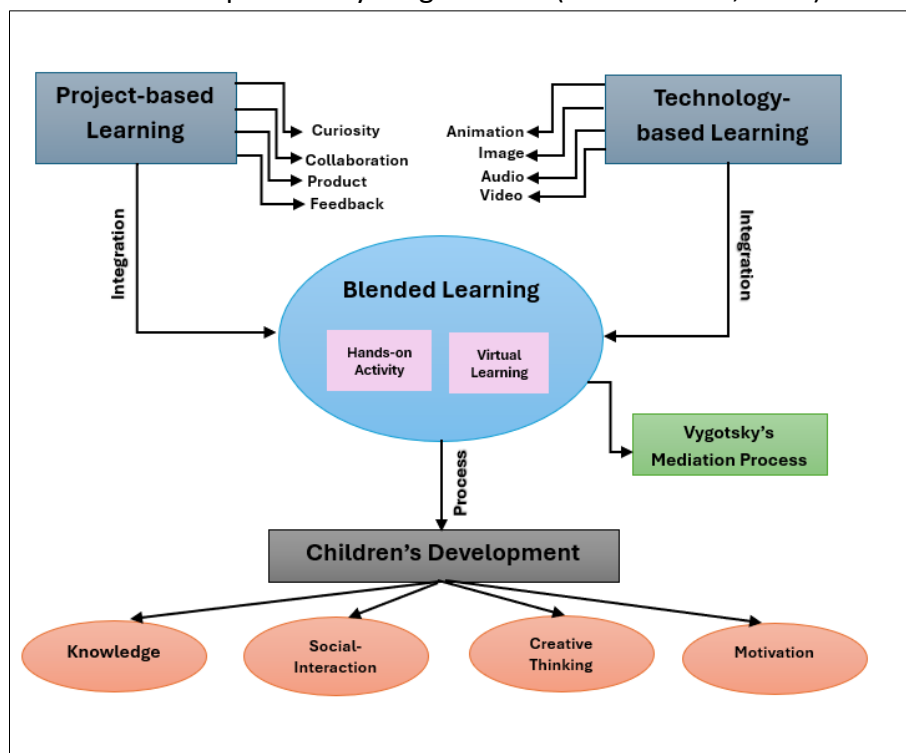 Project-based
Learning
Curiosity
Collaboration
Product
Feedback
Technology-
based Learning
Animation
Image
Audio
Video
Integration
Integration
Blended Learning
Hands-on
Activity
Virtual
Learning
Vygotsky's
Mediation Process
Process
Children's Development
Knowledge
Social-
Interaction
Creative
Thinking
Motivation